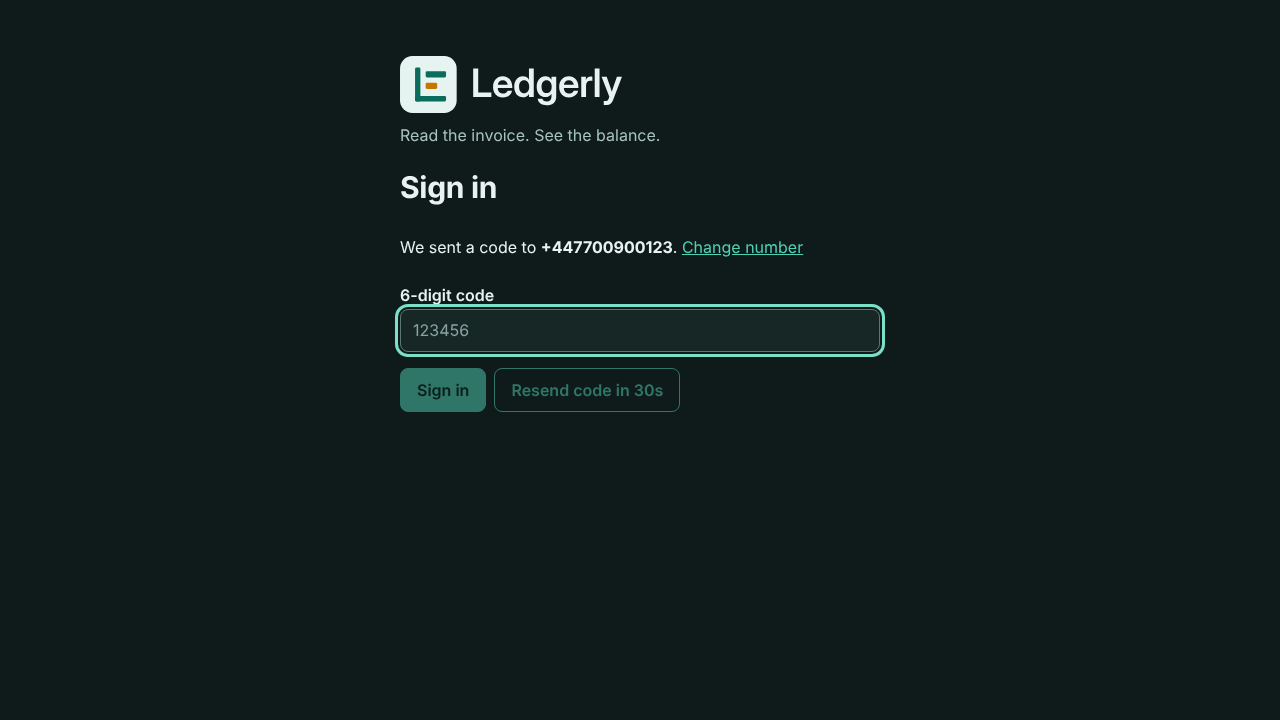 Ledgerly
Read the invoice. See the balance.
Sign in
We sent a code to +447700900123. Change number
6-digit code
123456
Sign in
Resend code in 30s